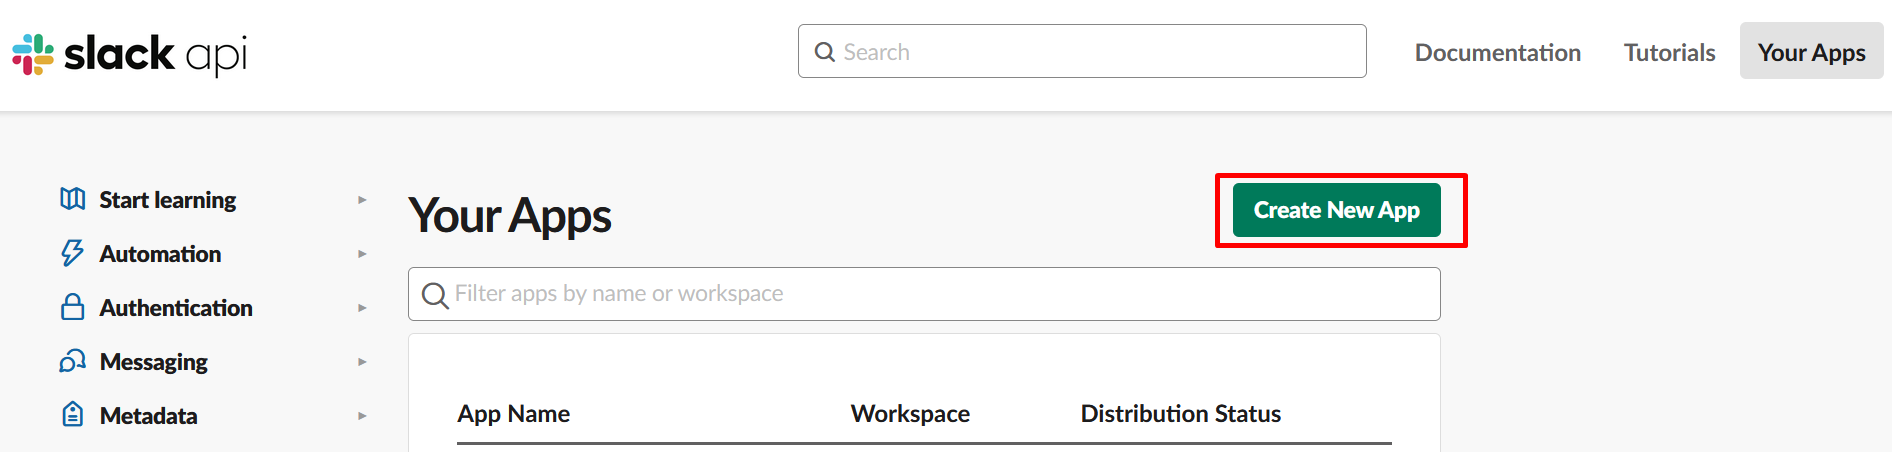 slack api
Search
Documentation
Tutorials
Your Apps
Start learning
Automation
Authentication
Messaging
Metadata
Your Apps
Create New App
Filter apps by name or workspace
App Name Workspace Distribution Status